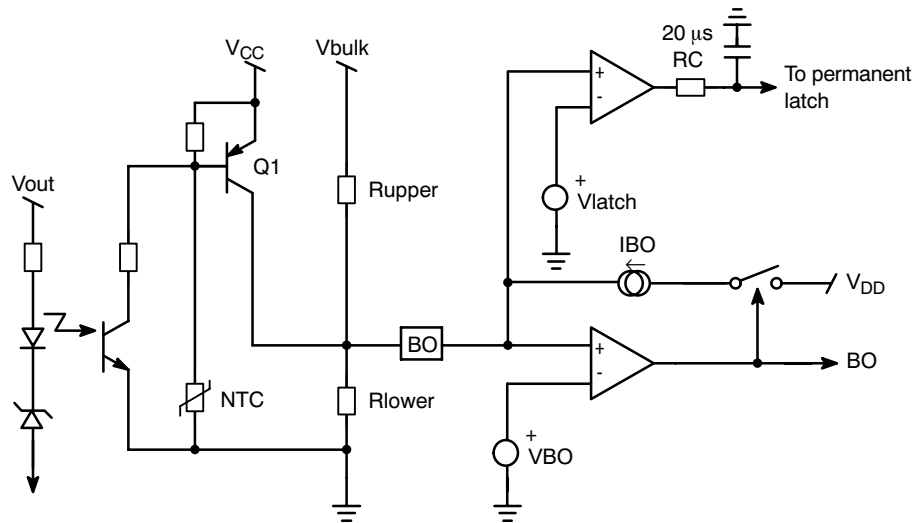 20 μs
RC
To permanent
latch
VCC
Vbulk
+
-
Q1
Vout
Rupper
+
Vlatch
IBO
VDD
BO
+
-
BO
NTC
Rlower
+
VBO